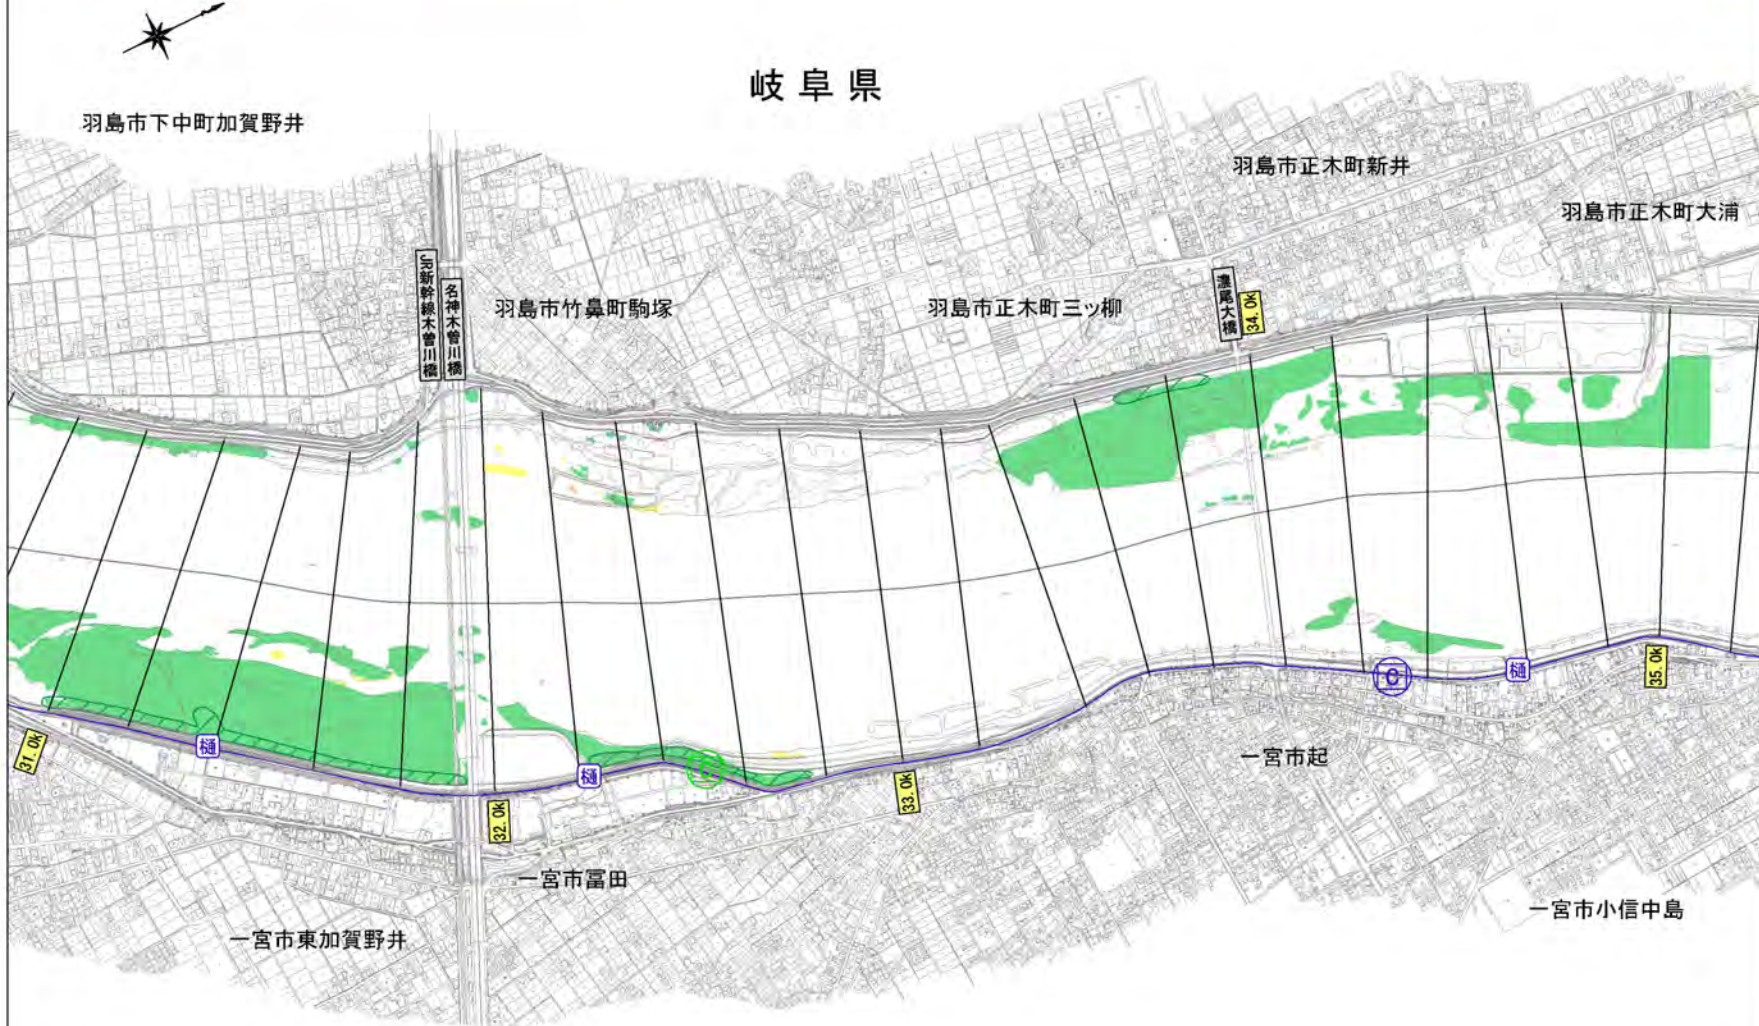 岐阜県
羽島市下中町加賀野井
羽島市正木町新井
羽島市正木町大浦
JR新幹線木曽川橋
名神木曽川橋
羽島市竹鼻町駒塚
羽島市正木町三ッ柳
濃尾大橋
34.0k
樋
樋
樋
C
C
31.0k
32.0k
33.0k
35.0k
一宮市起
一宮市冨田
一宮市東加賀野井
一宮市小信中島